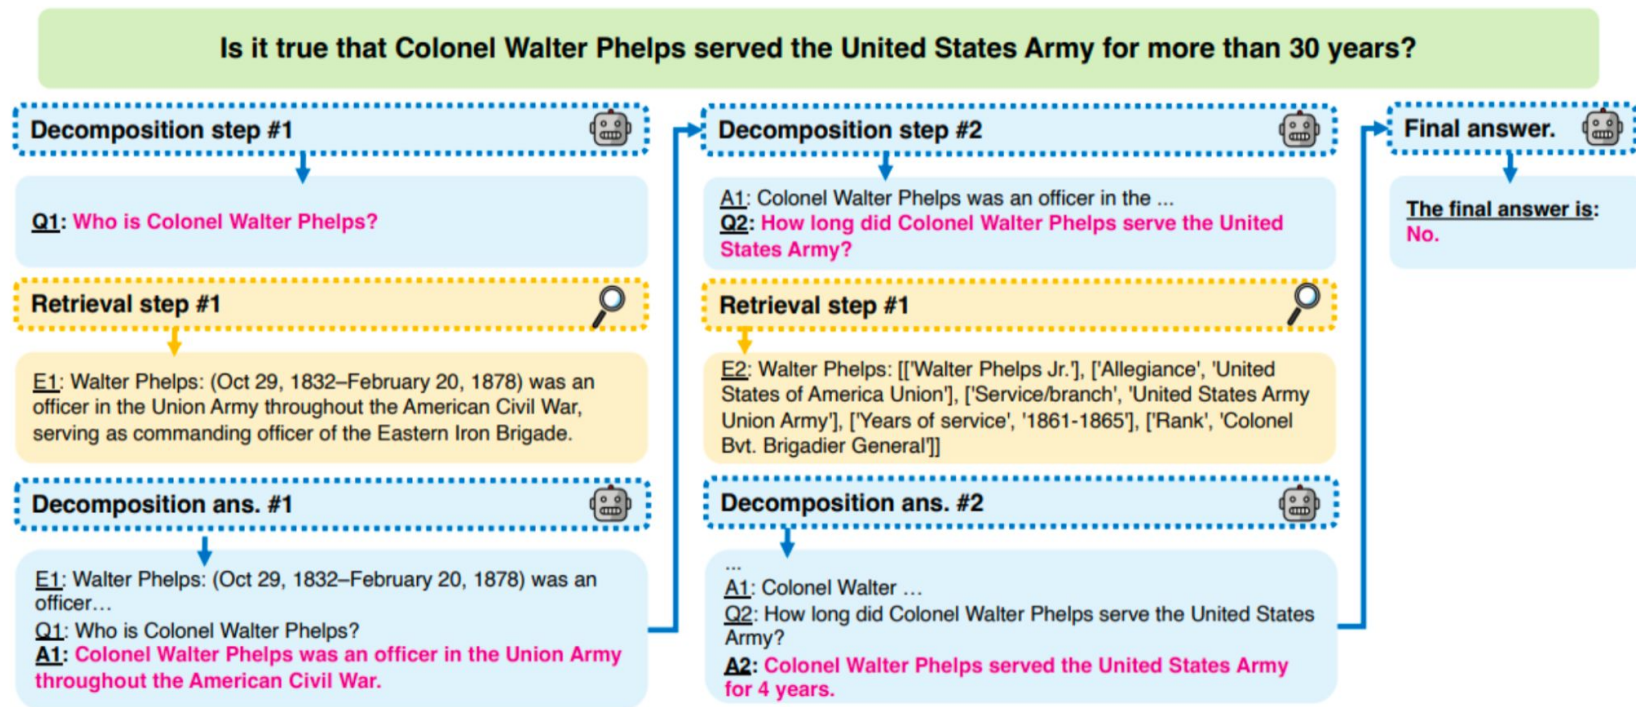 Is it true that Colonel Walter Phelps served the United States Army for more than 30 years?
Decomposition step #1
Q1: Who is Colonel Walter Phelps?
Retrieval step #1
E1: Walter Phelps: (Oct 29, 1832–February 20, 1878) was an
officer in the Union Army throughout the American Civil War,
serving as commanding officer of the Eastern Iron Brigade.
Decomposition ans. #1
E1: Walter Phelps: (Oct 29, 1832–February 20, 1878) was an
officer…
Q1: Who is Colonel Walter Phelps?
A1: Colonel Walter Phelps was an officer in the Union Army
throughout the American Civil War.
Decomposition step #2
A1: Colonel Walter Phelps was an officer in the ...
Q2: How long did Colonel Walter Phelps serve the United
States Army?
Retrieval step #1
E2: Walter Phelps: [['Walter Phelps Jr.'], ['Allegiance', 'United
States of America Union'], ['Service/branch', 'United States Army
Union Army'], ['Years of service', '1861-1865'], ['Rank', 'Colonel
Bvt. Brigadier General']]
Decomposition ans. #2
...
A1: Colonel Walter …
Q2: How long did Colonel Walter Phelps serve the United States
Army?
A2: Colonel Walter Phelps served the United States Army
for 4 years.
Final answer.
The final answer is:
No.